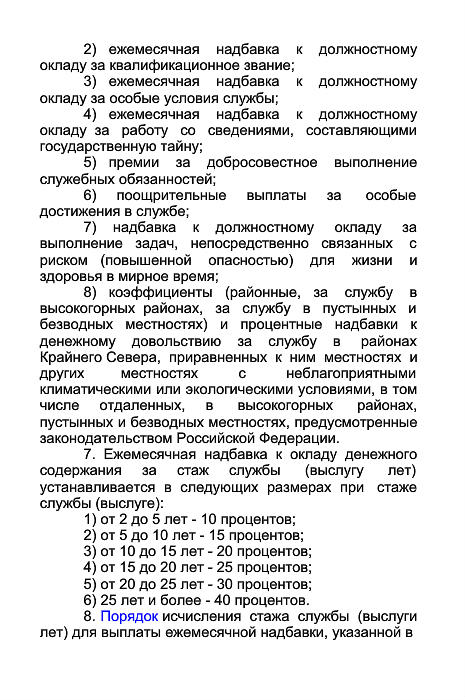 2) ежемесячная надбавка к должностному
окладу за квалификационное звание;
3) ежемесячная надбавка к должностному
окладу за особые условия службы;
4) ежемесячная надбавка к должностному
окладу за работу со сведениями, составляющими
государственную тайну;
5) премии за добросовестное выполнение
служебных обязанностей;
6) поощрительные выплаты за особые
достижения в службе;
7) надбавка к должностному окладу за
выполнение задач, непосредственно связанных с
риском (повышенной опасностью) для жизни и
здоровья в мирное время;
8) коэффициенты (районные, за службу в
высокогорных районах, за службу в пустынных и
безводных местностях) и процентные надбавки к
денежному довольствию за службу в районах
Крайнего Севера, приравненных к ним местностях и
других местностях с неблагоприятными
климатическими или экологическими условиями, в том
числе отдаленных, в высокогорных районах,
пустынных и безводных местностях, предусмотренные
законодательством Российской Федерации.
7. Ежемесячная надбавка к окладу денежного
содержания за стаж службы (выслугу лет)
устанавливается в следующих размерах при стаже
службы (выслуге):
1) от 2 до 5 лет - 10 процентов;
2) от 5 до 10 лет - 15 процентов;
3) от 10 до 15 лет - 20 процентов;
4) от 15 до 20 лет - 25 процентов;
5) от 20 до 25 лет - 30 процентов;
6) 25 лет и более - 40 процентов.
8. Порядок исчисления стажа службы (выслуги
лет) для выплаты ежемесячной надбавки, указанной в